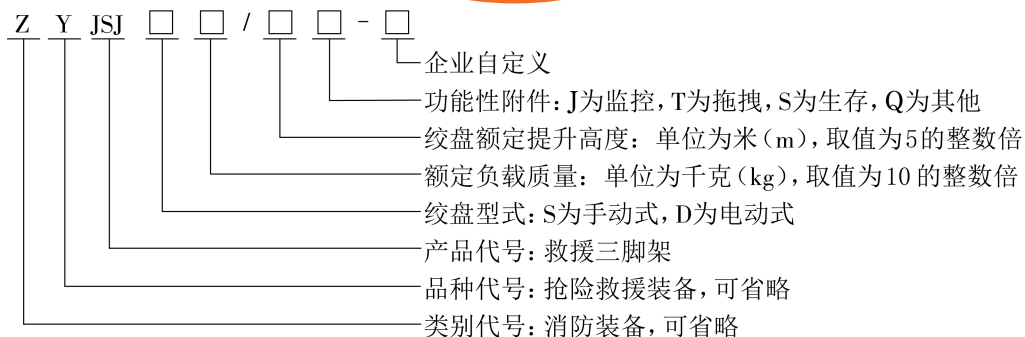 Z Y JSJ □ □ / □ □ - □
企业自定义
功能性附件：J为监控，T为拖拽，S为生存，Q为其他
绞盘额定提升高度：单位为米（m），取值为5的整数倍
额定负载质量：单位为千克（kg），取值为10 的整数倍
绞盘型式：S为手动式，D为电动式
产品代号：救援三脚架
品种代号：抢险救援装备，可省略
类别代号：消防装备，可省略